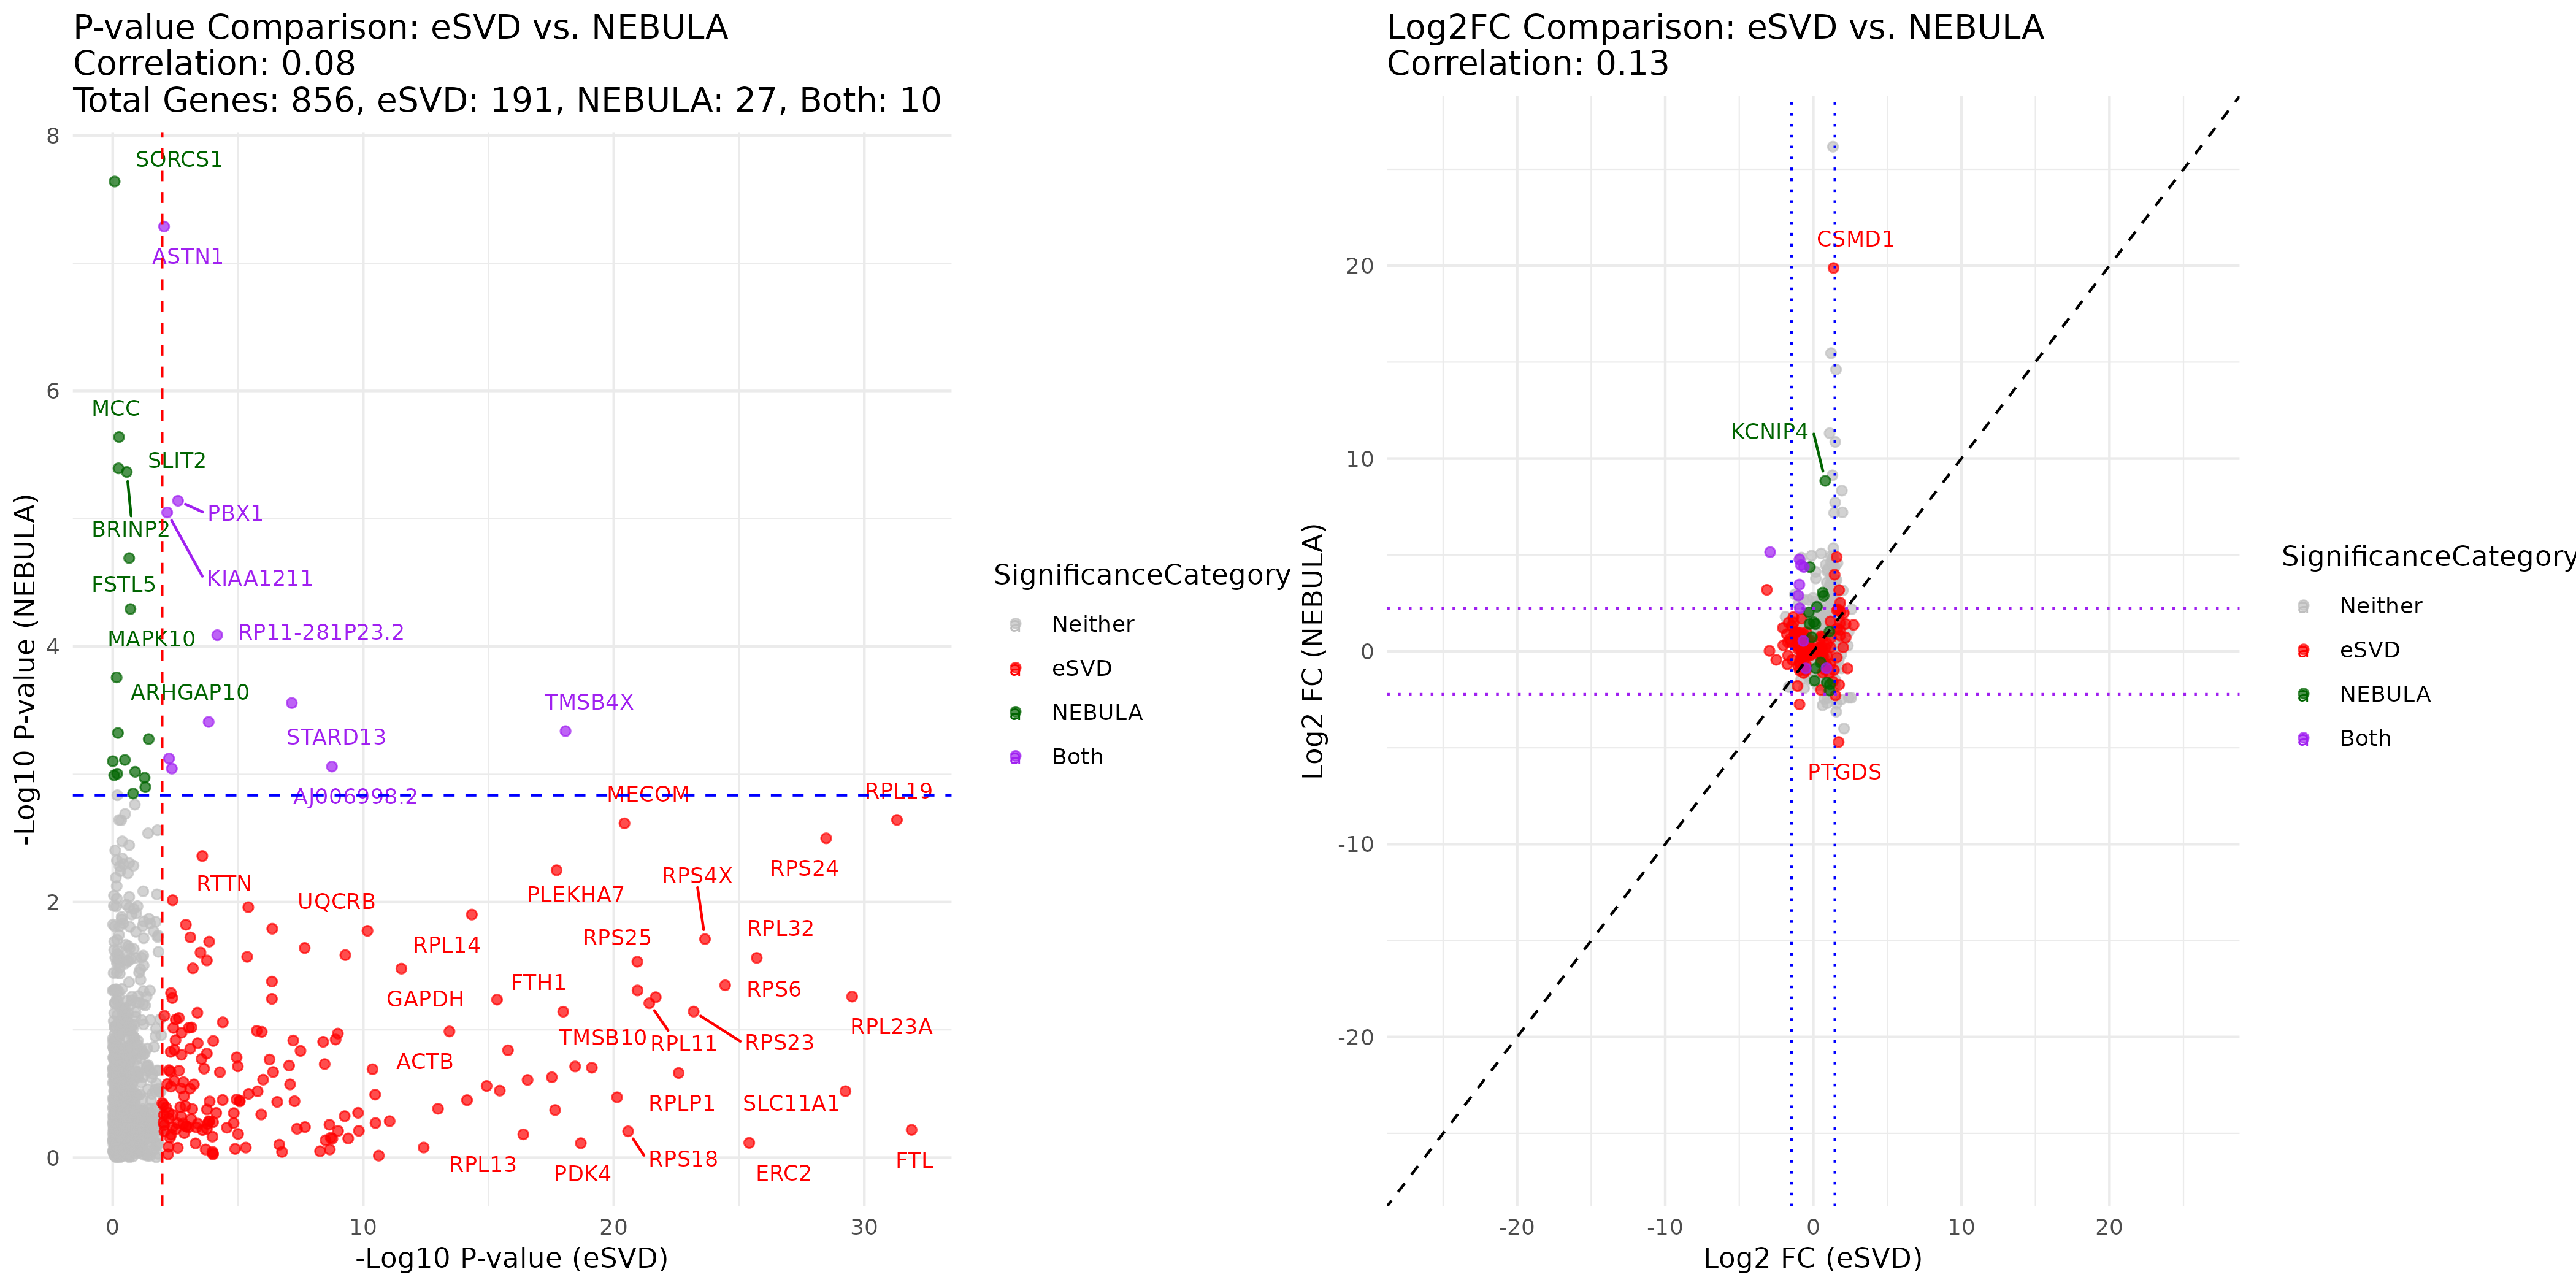 P-value Comparison: eSVD vs. NEBULA
Correlation: 0.08
Total Genes: 856, eSVD: 191, NEBULA: 27, Both: 10
-Log10 P-value (NEBULA)
8
6
4
2
0
SORCS1
ASTN1
MCC
SLIT2
PBX1
BRINP2
KIAA1211
FSTL5
MAPK10
RP11-281P23.2
ARHGAP10
TMSB4X
STARD13
AJ006998.2
MECOM
RPL19
RTTN
UQCRB
PLEKHA7
RPS4X
RPS24
RPL14
RPS25
RPL32
GAPDH
FTH1
RPS6
RPL23A
TMSB10
RPL11
RPS23
ACTB
RPLP1
SLC11A1
RPL13
PDK4
RPS18
ERC2
FTL
0
10
20
30
-Log10 P-value (eSVD)
SignificanceCategory
a Neither
a eSVD
a NEBULA
a Both
Log2FC Comparison: eSVD vs. NEBULA
Correlation: 0.13
Log2 FC (NEBULA)
20
10
0
-10
-20
CSMD1
KCNIP4
PTGDS
-20
-10
0
10
20
Log2 FC (eSVD)
SignificanceCategory
a Neither
a eSVD
a NEBULA
a Both